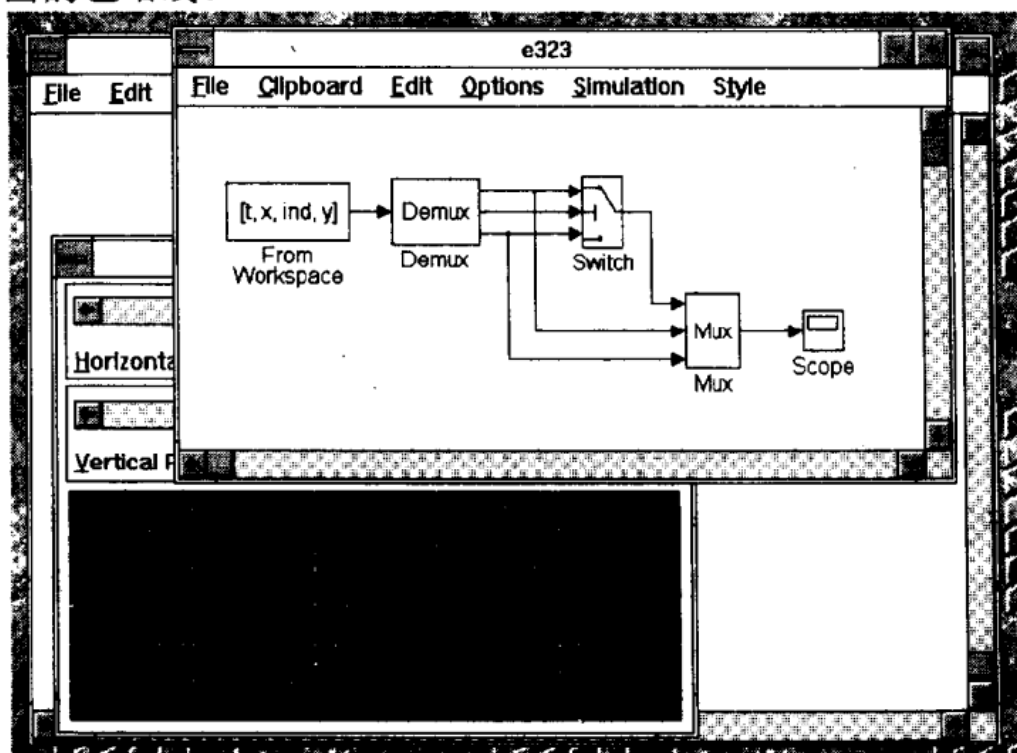 e323
File Edit
File Clipboard Edit Options Simulation Style
[t, x, ind, y]
From
Workspace
Demux
Demux
Switch
Mux
Mux
Scope
Horizonta
Vertical